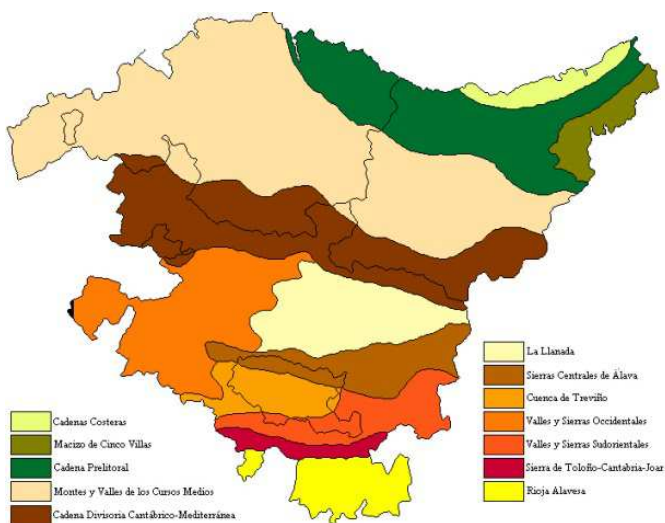 La Llanada
Sierras Centrales de Álava
Cuenca de Treviño
Valles y Sierras Occidentales
Valles y Sierras Sudorientales
Sierra de Toloño-Cantabria-Joar
Rioja Alavesa
Cadenas Costeras
Macizo de Cinco Villas
Cadena Prelitoral
Montes y Valles de los Cursos Medios
Cadena Divisoria Cantábrico-Mediterránea